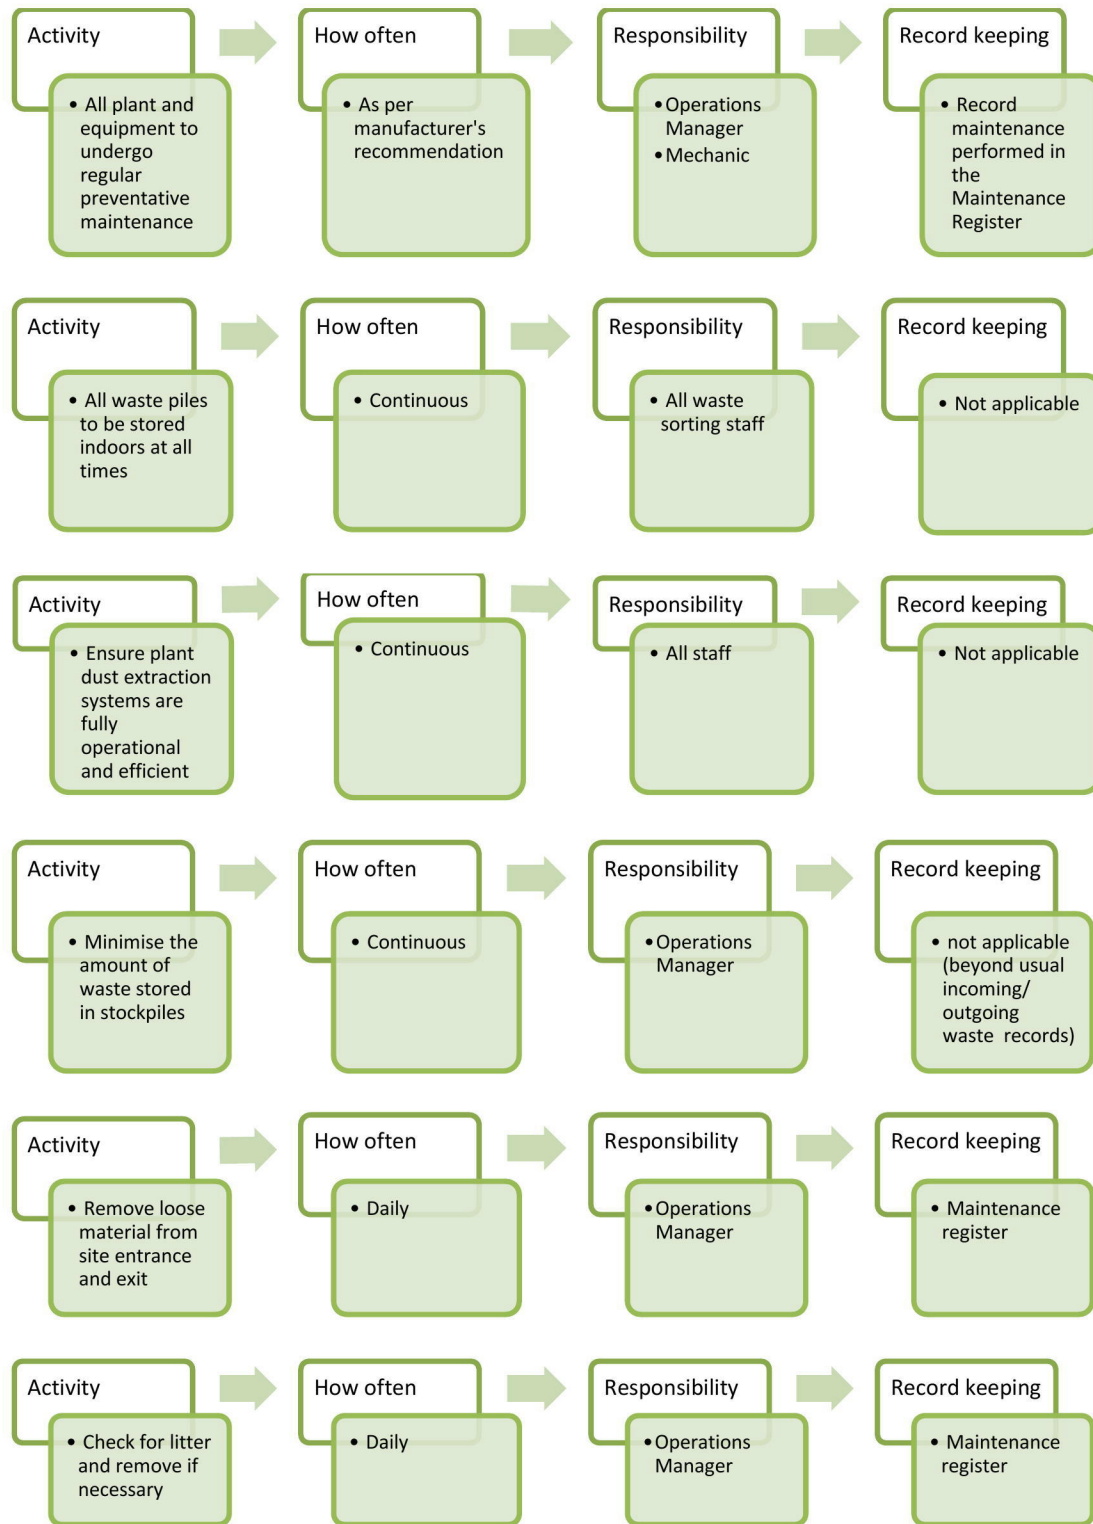 Activity
How often
Responsibility
Record keeping
• All plant and
equipment to
undergo
regular
preventative
maintenance
• As per
manufacturer's
recommendation
•Operations
Manager
•Mechanic
• Record
maintenance
performed in
the
Maintenance
Register
Activity
How often
Responsibility
Record keeping
• All waste piles
to be stored
indoors at all
times
• Continuous
• All waste
sorting staff
• Not applicable
Activity
How often
Responsibility
Record keeping
• Ensure plant
dust extraction
systems are
fully
operational
and efficient
• Continuous
• All staff
• Not applicable
Activity
How often
Responsibility
Record keeping
• Minimise the
amount of
waste stored
in stockpiles
• Continuous
•Operations
Manager
• not applicable
(beyond usual
incoming/
outgoing
waste records)
Activity
How often
Responsibility
Record keeping
• Remove loose
material from
site entrance
and exit
• Daily
•Operations
Manager
• Maintenance
register
Activity
How often
Responsibility
Record keeping
• Check for litter
and remove if
necessary
• Daily
•Operations
Manager
• Maintenance
register